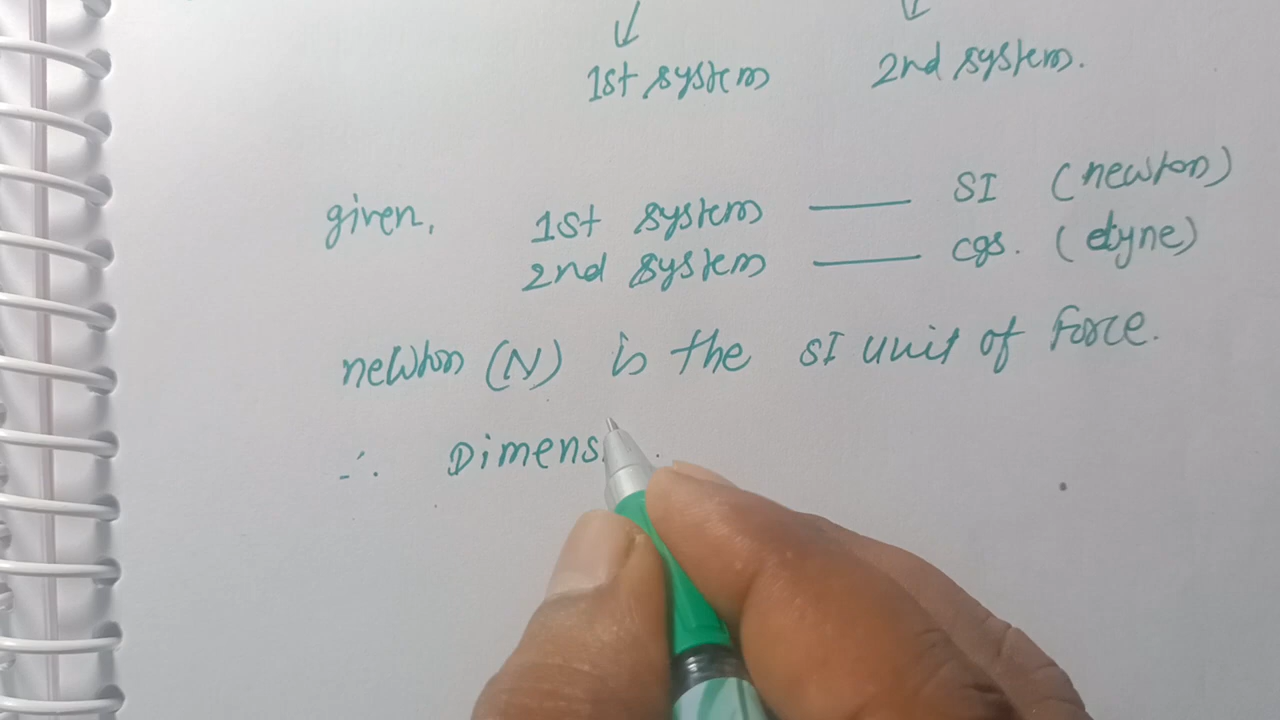 1st system 2nd system.
given, 1st system — SI (newton)
2nd system — cgs. (dyne)
newton (N) is the SI unit of Force.
∴ Dimens